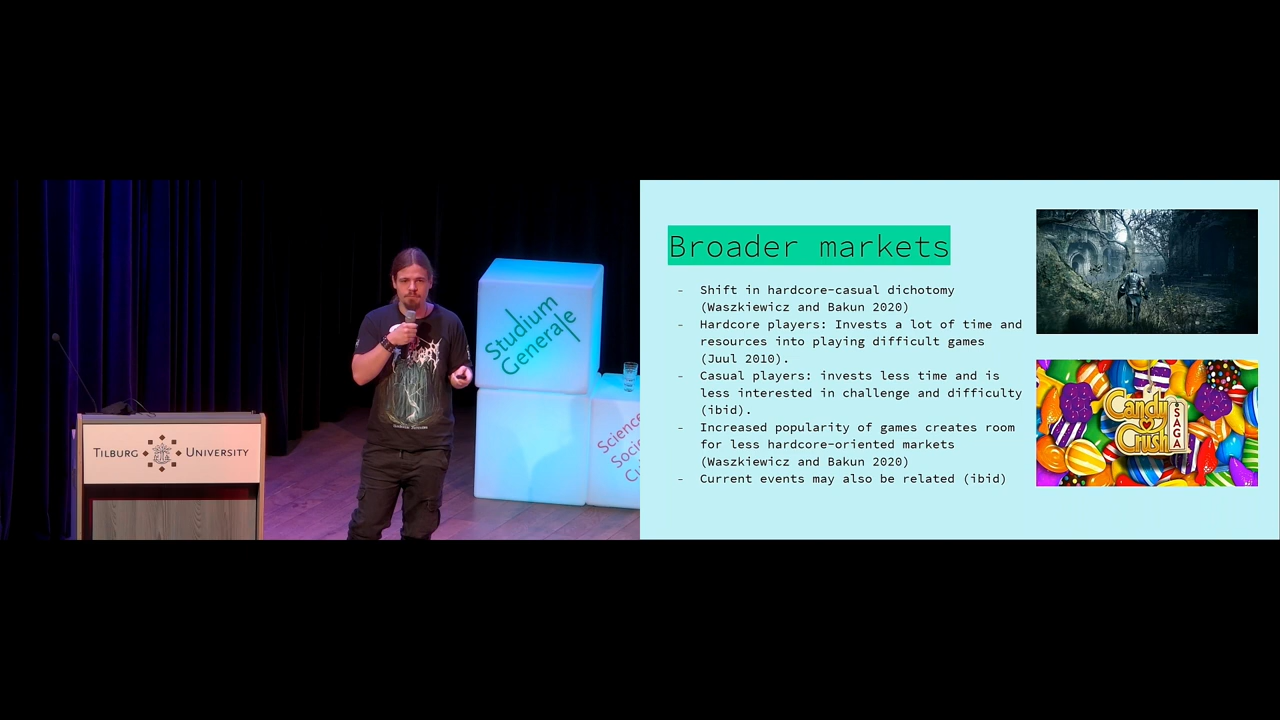 TILBURG UNIVERSITY
Studium
Generale
Science
Broader markets
- Shift in hardcore-casual dichotomy
(Waszkiewicz and Bakun 2020)
- Hardcore players: Invests a lot of time and
resources into playing difficult games
(Juul 2010).
- Casual players: invests less time and is
less interested in challenge and difficulty
(ibid).
- Increased popularity of games creates room
for less hardcore-oriented markets
(Waszkiewicz and Bakun 2020)
- Current events may also be related (ibid)
Candy
Crush
SAGA